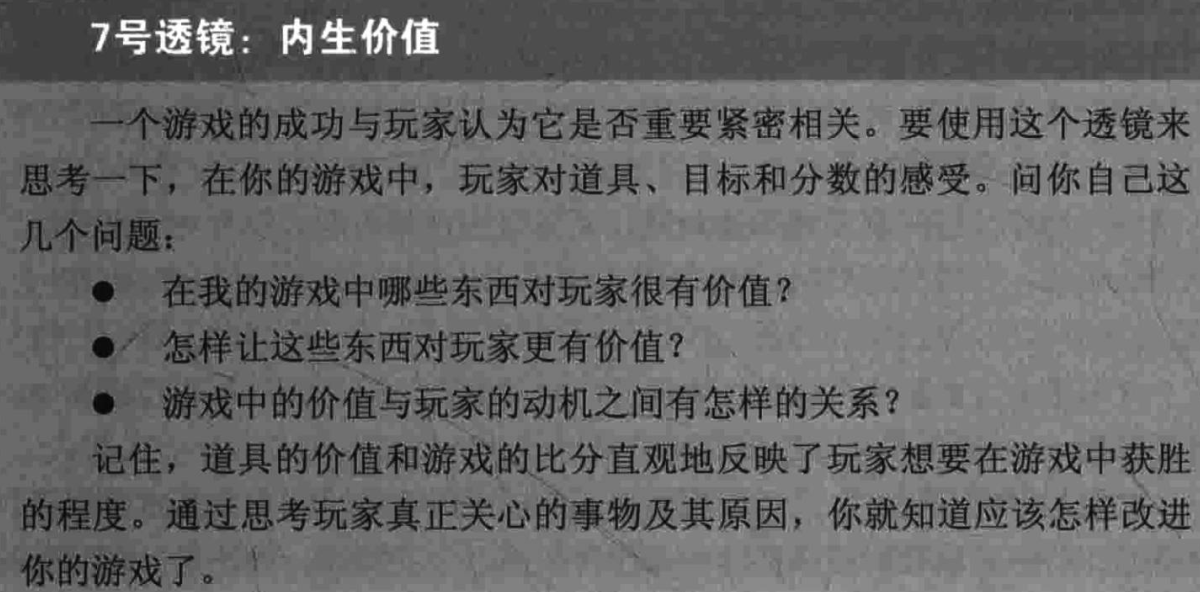 7号透镜：内生价值
一个游戏的成功与玩家认为它是否重要紧密相关。要使用这个透镜来
思考一下，在你的游戏中，玩家对道具、目标和分数的感受。问你自己这
几个问题：
● 在我的游戏中哪些东西对玩家很有价值？
● 怎样让这些东西对玩家更有价值？
● 游戏中的价值与玩家的动机之间有怎样的关系？
记住，道具的价值和游戏的比分直观地反映了玩家想要在游戏中获胜
的程度。通过思考玩家真正关心的事物及其原因，你就知道应该怎样改进
你的游戏了。